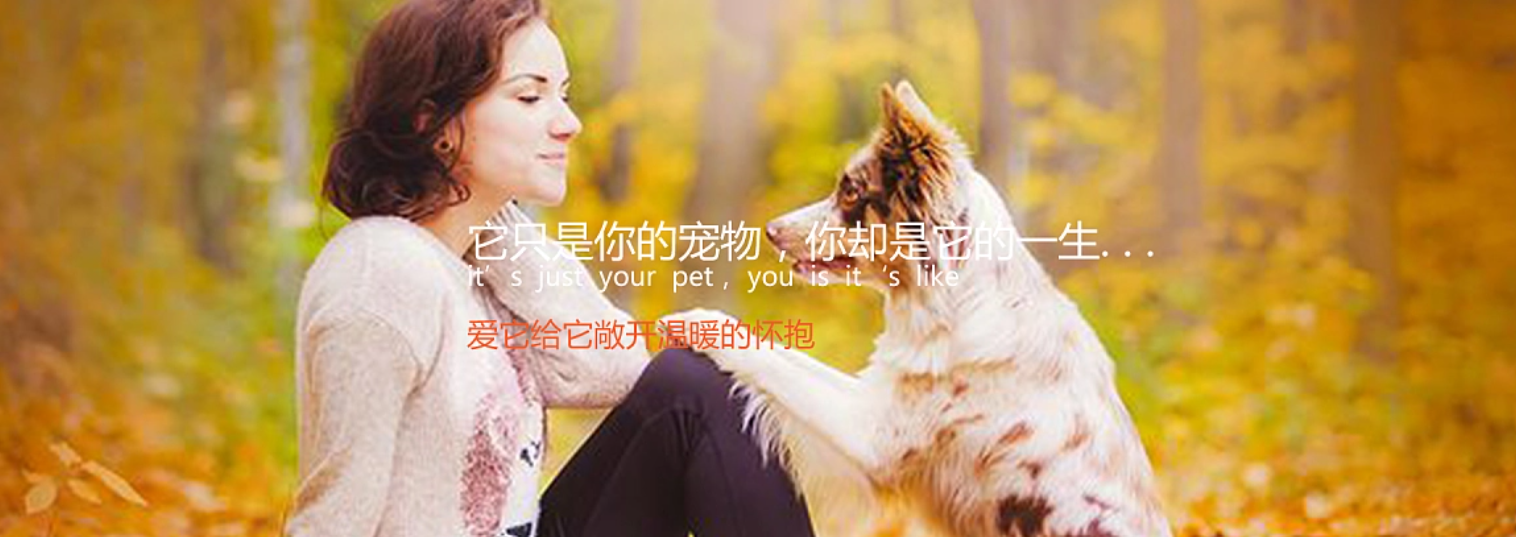 它只是你的宠物，你却是它的一生...
it’s just your pet，you is it‘s like
爱它给它敞开温暖的怀抱